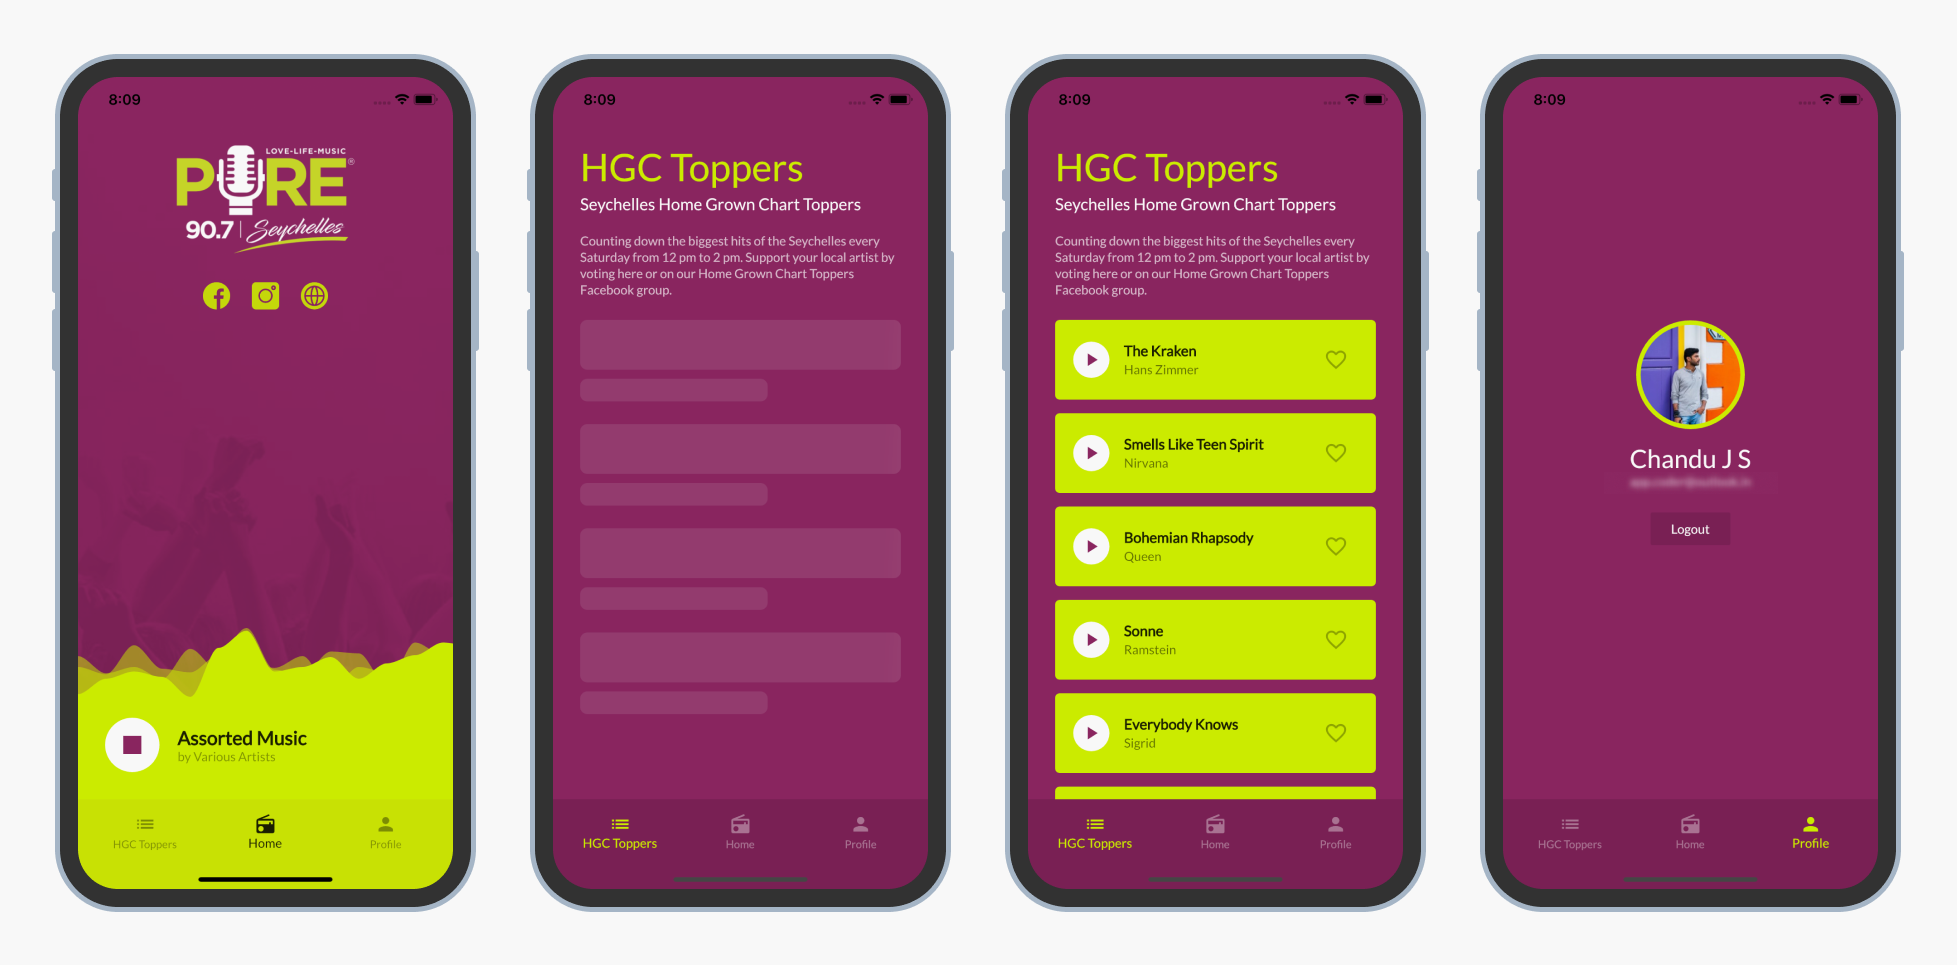 8:09
LOVE-LIFE-MUSIC
PURE®
90.7 | Seychelles
Assorted Music
by Various Artists
HGC Toppers
Home
Profile
8:09
HGC Toppers
Seychelles Home Grown Chart Toppers
Counting down the biggest hits of the Seychelles every
Saturday from 12 pm to 2 pm. Support your local artist by
voting here or on our Home Grown Chart Toppers
Facebook group.
HGC Toppers
Home
Profile
8:09
HGC Toppers
Seychelles Home Grown Chart Toppers
Counting down the biggest hits of the Seychelles every
Saturday from 12 pm to 2 pm. Support your local artist by
voting here or on our Home Grown Chart Toppers
Facebook group.
The Kraken
Hans Zimmer
Smells Like Teen Spirit
Nirvana
Bohemian Rhapsody
Queen
Sonne
Ramstein
Everybody Knows
Sigrid
HGC Toppers
Home
Profile
8:09
Chandu J S
Logout
HGC Toppers
Home
Profile